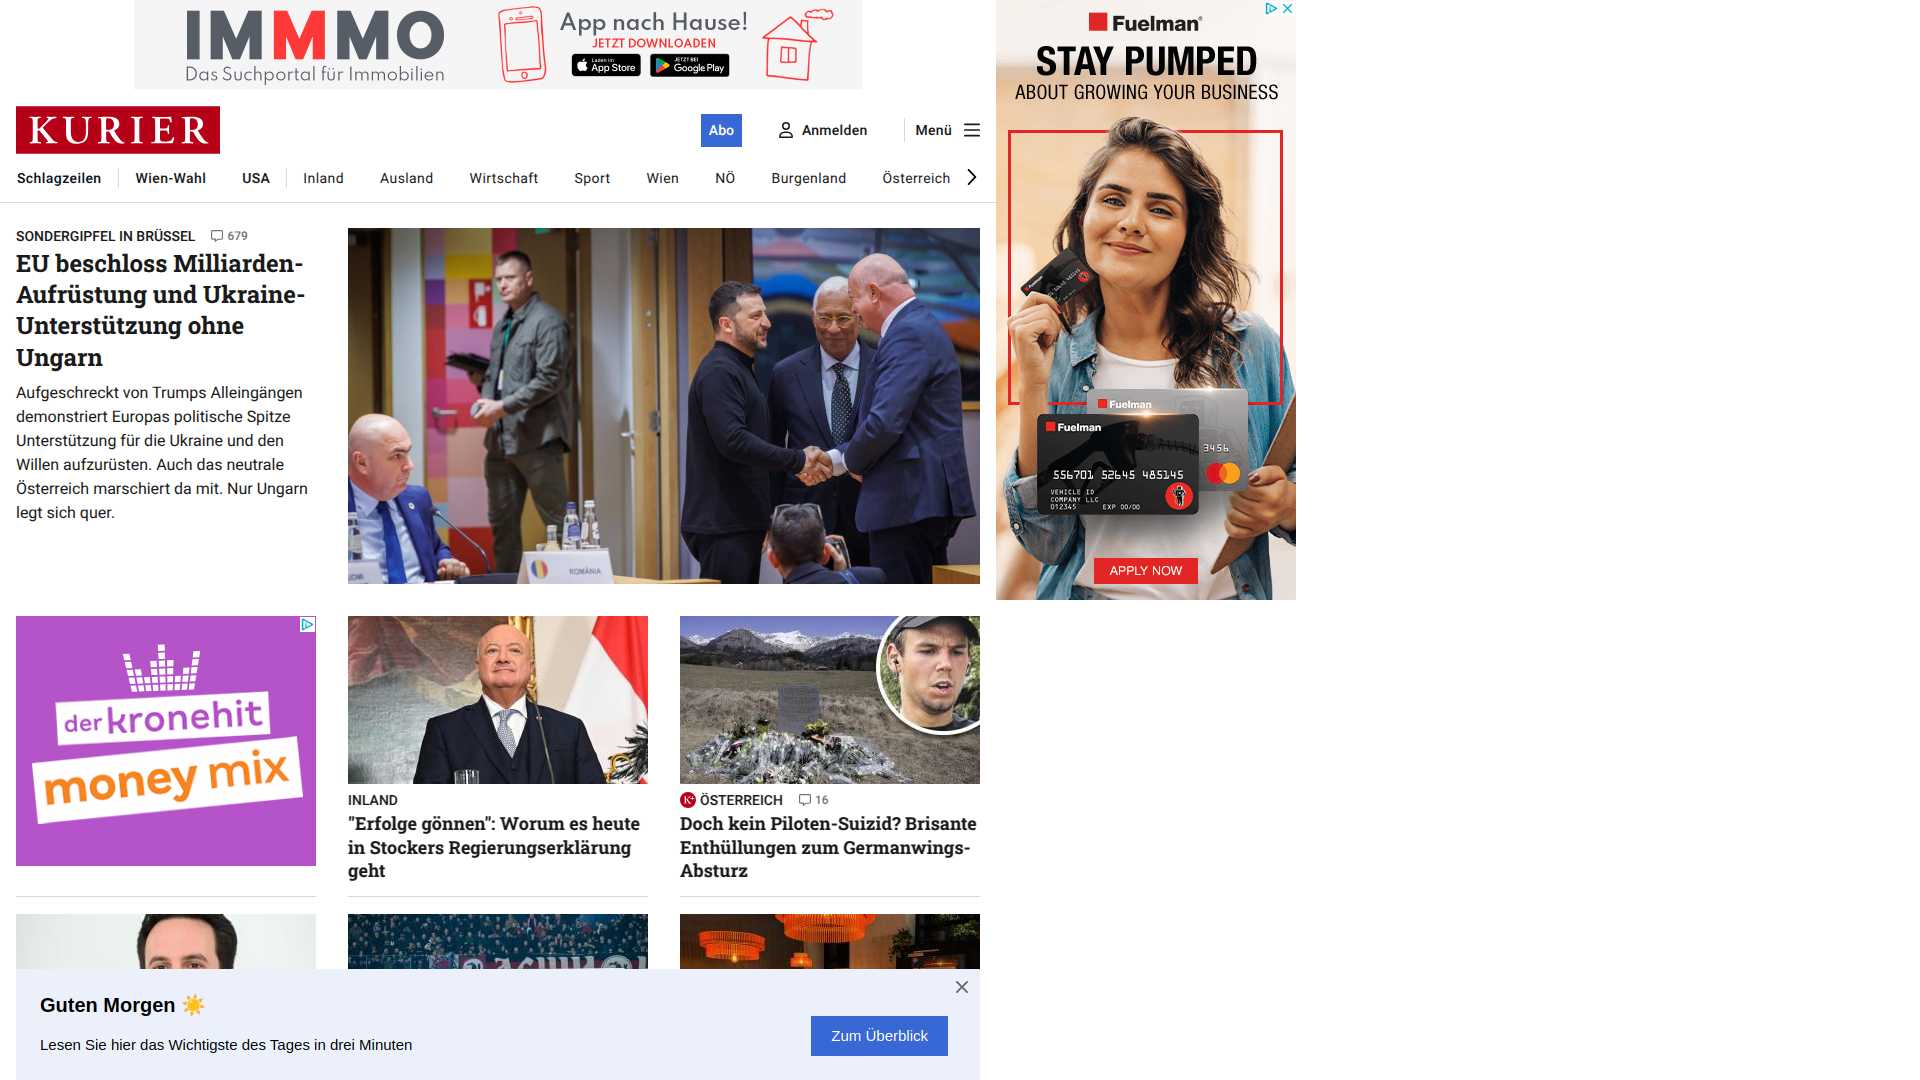 IMMMO
Das Suchportal für Immobilien
App nach Hause!
JETZT DOWNLOADEN
Laden im
App Store
JETZT BEI
Google Play
KURIER
Abo
Anmelden
Menü
Schlagzeilen
Wien-Wahl
USA
Inland
Ausland
Wirtschaft
Sport
Wien
NÖ
Burgenland
Österreich
SONDERGIPFEL IN BRÜSSEL 679
EU beschloss Milliarden-
Aufrüstung und Ukraine-
Unterstützung ohne
Ungarn
Aufgeschreckt von Trumps Alleingängen
demonstriert Europas politische Spitze
Unterstützung für die Ukraine und den
Willen aufzurüsten. Auch das neutrale
Österreich marschiert da mit. Nur Ungarn
legt sich quer.
ROMÂNIA
Fuelman
STAY PUMPED
ABOUT GROWING YOUR BUSINESS
Fuelman
Fuelman
3456
556701 52645 485145
VEHICLE ID
COMPANY LLC
012345 EXP 00/00
APPLY NOW
der kronehit
money mix
INLAND
"Erfolge gönnen": Worum es heute
in Stockers Regierungserklärung
geht
K+ ÖSTERREICH 16
Doch kein Piloten-Suizid? Brisante
Enthüllungen zum Germanwings-
Absturz
Guten Morgen ☀️
Lesen Sie hier das Wichtigste des Tages in drei Minuten
Zum Überblick